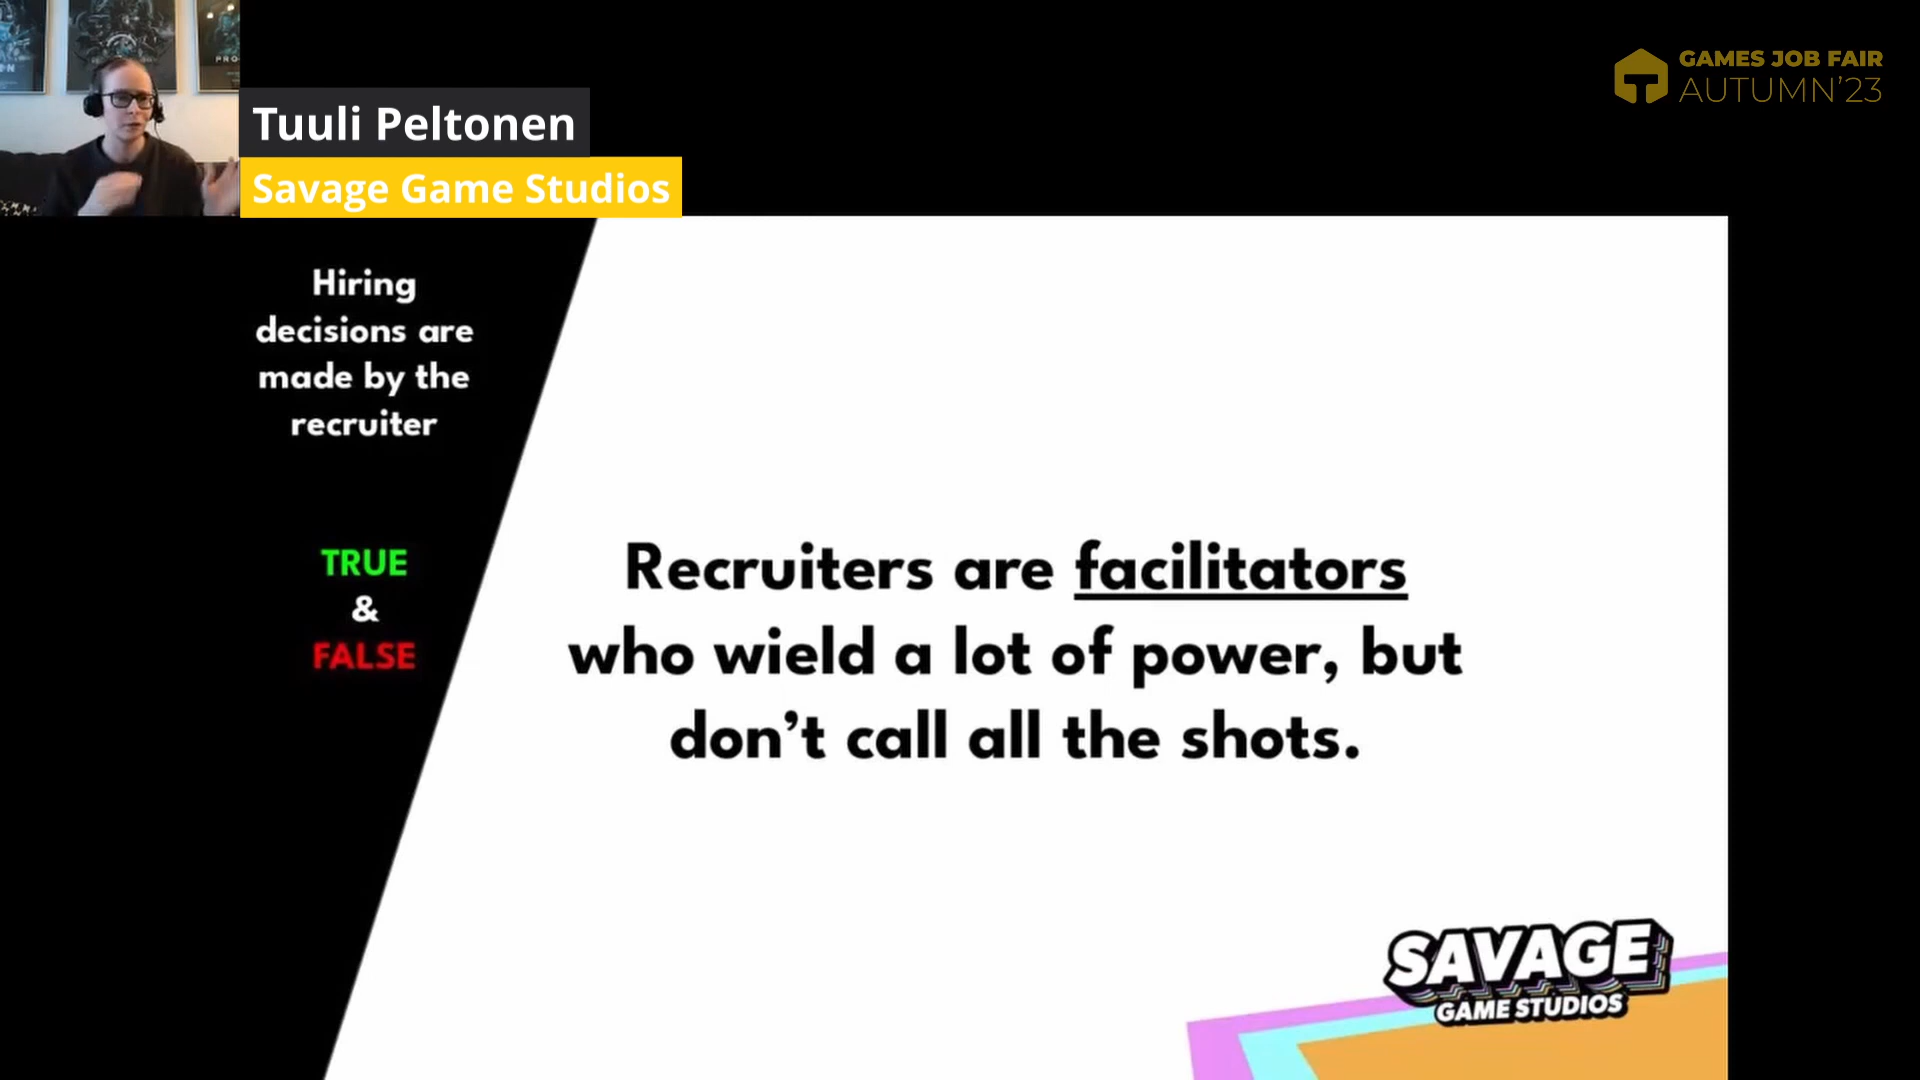 GAMES JOB FAIR
AUTUMN'23
Tuuli Peltonen
Savage Game Studios
Hiring
decisions are
made by the
recruiter
TRUE
&
FALSE
Recruiters are facilitators
who wield a lot of power, but
don’t call all the shots.
SAVAGE
GAME STUDIOS